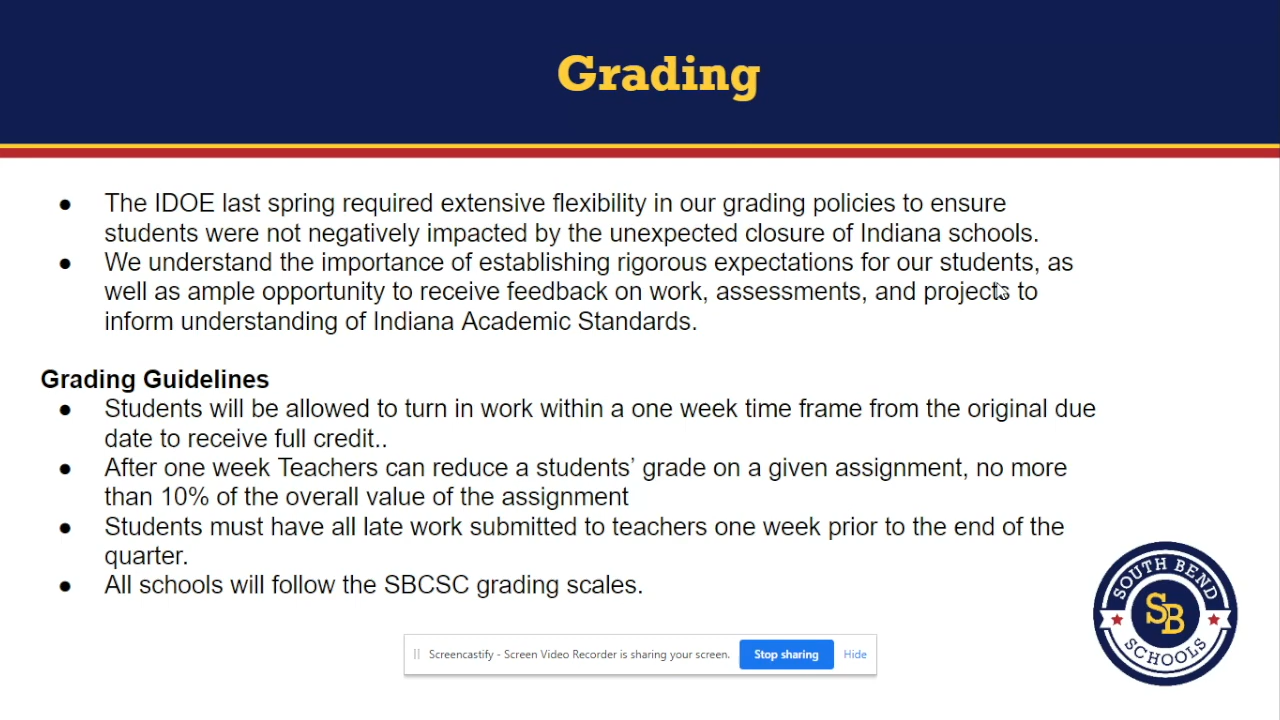 Grading
● The IDOE last spring required extensive flexibility in our grading policies to ensure
students were not negatively impacted by the unexpected closure of Indiana schools.
● We understand the importance of establishing rigorous expectations for our students, as
well as ample opportunity to receive feedback on work, assessments, and projects to
inform understanding of Indiana Academic Standards.
Grading Guidelines
● Students will be allowed to turn in work within a one week time frame from the original due
date to receive full credit..
● After one week Teachers can reduce a students’ grade on a given assignment, no more
than 10% of the overall value of the assignment
● Students must have all late work submitted to teachers one week prior to the end of the
quarter.
● All schools will follow the SBCSC grading scales.
SOUTH BEND
SB
SCHOOLS
Screencastify - Screen Video Recorder is sharing your screen. Stop sharing Hide